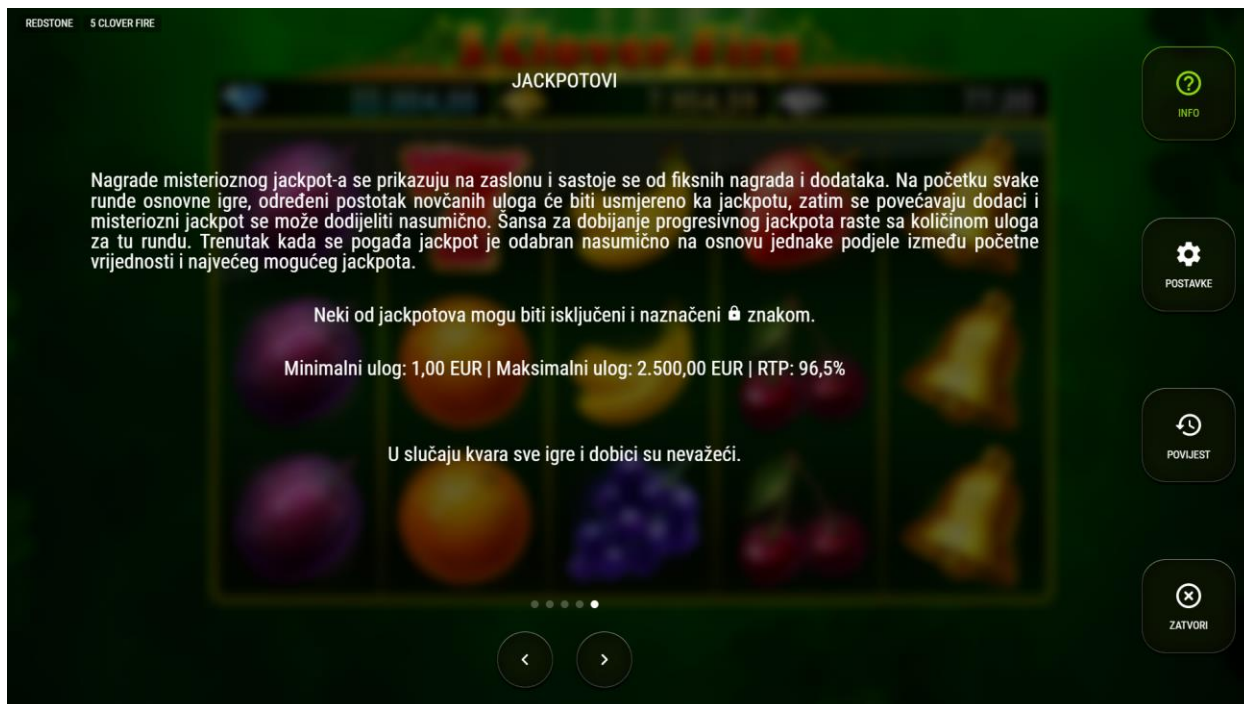 REDSTONE 5 CLOVER FIRE
JACKPOTOVI
INFO
Nagrade misterioznog jackpot-a se prikazuju na zaslonu i sastoje se od fiksnih nagrada i dodataka. Na početku svake
runde osnovne igre, određeni postotak novčanih uloga će biti usmjereno ka jackpotu, zatim se povećavaju dodaci i
misteriozni jackpot se može dodijeliti nasumično. Šansa za dobijanje progresivnog jackpota raste sa količinom uloga
za tu rundu. Trenutak kada se pogađa jackpot je odabran nasumično na osnovu jednake podjele između početne
vrijednosti i najvećeg mogućeg jackpota.
POSTAVKE
Neki od jackpotova mogu biti isključeni i naznačeni znakom.
Minimalni ulog: 1,00 EUR | Maksimalni ulog: 2.500,00 EUR | RTP: 96,5%
POVIJEST
U slučaju kvara sve igre i dobici su nevažeći.
ZATVORI